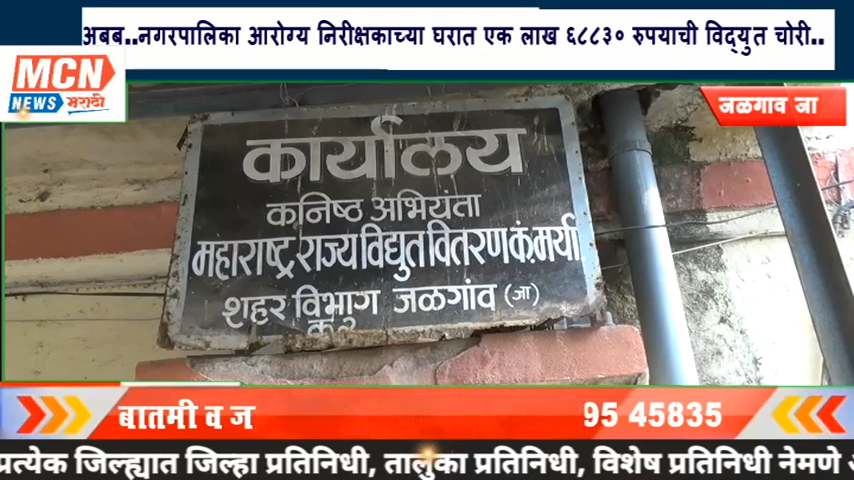 अबब..नगरपालिका आरोग्य निरीक्षकाच्या घरात एक लाख ६८८३० रुपयाची विद्युत चोरी..
MCN
NEWS मराठी
जळगाव जा
कार्यालय
कनिष्ठ अभियंता
महाराष्ट्र राज्य विद्युत वितरण कं.मर्या
शहर विभाग जळगांव (जा)
बातमी व ज
95 45835
प्रत्येक जिल्ह्यात जिल्हा प्रतिनिधी, तालुका प्रतिनिधी, विशेष प्रतिनिधी नेमणे